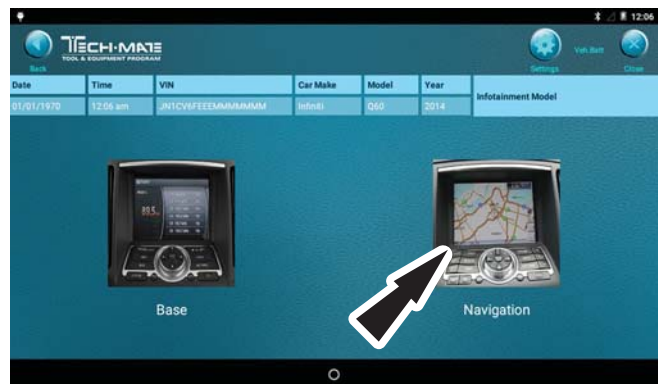 12:06
TECH·MATE
TOOL & EQUIPMENT PROGRAM
Back
Settings
Veh.Batt
Close
Date Time VIN Car Make Model Year Infotainment Model
01/01/1970 12:06 am JN1CV6FEEEMMMMMMM Infiniti Q60 2014
Base
Navigation